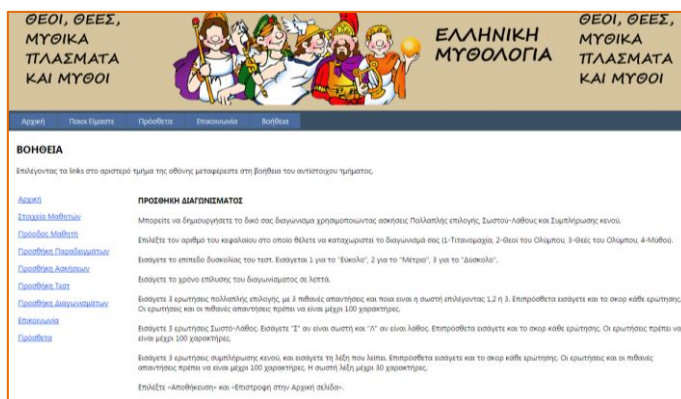 ΘΕΟΙ, ΘΕΕΣ,
ΜΥΘΙΚΑ
ΠΛΑΣΜΑΤΑ
ΚΑΙ ΜΥΘΟΙ
ΕΛΛΗΝΙΚΗ
ΜΥΘΟΛΟΓΙΑ
ΘΕΟΙ, ΘΕΕΣ,
ΜΥΘΙΚΑ
ΠΛΑΣΜΑΤΑ
ΚΑΙ ΜΥΘΟΙ
Αρχική Ποιοι Είμαστε Πρόσθετα Επικοινωνία Βοήθεια
ΒΟΗΘΕΙΑ
Επιλέγοντας τα links στο αριστερό τμήμα της οθόνης μεταφέρεστε στη βοήθεια του αντίστοιχου τμήματος.
Αρχική
Στοιχεία Μαθητων
Πρόοδος Μαθητή
Προσθήκη Παραδειγμάτων
Προσθήκη Ασκήσεων
Προσθήκη Τεστ
Προσθήκη Διαγωνισμάτων
Επικοινωνία
Πρόσθετα
ΠΡΟΣΘΗΚΗ ΔΙΑΓΩΝΙΣΜΑΤΟΣ
Μπορείτε να δημιουργήσετε το δικό σας διαγώνισμα χρησιμοποιώντας ασκήσεις Πολλαπλής επιλογής, Σωστού-Λάθους και Συμπλήρωσης κενού.
Επιλέξτε τον αριθμό του κεφαλαίου στο οποίο θέλετε να καταχωριστεί το διαγώνισμά σας (1-Τιτανομαχία, 2-Θεοι του Ολύμπου, 3-Θεές του Ολύμπου, 4-Μύθοι).
Εισάγετε το επίπεδο δυσκολίας του τεστ. Εισάγεται 1 για το "Εύκολο", 2 για το "Μέτριο", 3 για το "Δύσκολο".
Εισάγετε το χρόνο επίλυσης του διαγωνίσματος σε λεπτά.
Εισάγετε 3 ερωτήσεις πολλαπλής επιλογής, με 3 πιθανές απαντήσεις και ποια ειναι η σωστή επιλέγοντας 1,2 ή 3. Επιπρόσθετα εισάγετε και το σκορ κάθε ερώτησης.
Οι ερωτήσεις και οι πιθανές απαντήσεις πρέπει να είναι μέχρι 100 χαρακτήρες.
Εισάγετε 3 ερωτήσεις Σωστό-Λάθος. Εισάγετε "Σ" αν είναι σωστή και "Λ" αν είναι λάθος. Επιπρόσθετα εισάγετε και το σκορ κάθε ερώτησης. Οι ερωτήσεις πρέπει να
είναι μέχρι 100 χαρακτήρες.
Εισάγετε 3 ερωτήσεις συμπλήρωσης κενού, και εισάγετε τη λέξη που λείπει. Επιπρόσθετα εισάγετε και το σκορ κάθε ερώτησης. Οι ερωτήσεις και οι πιθανές
απαντήσεις πρέπει να είναι μέχρι 100 χαρακτήρες. Η σωστή λέξη μέχρι 30 χαρακτήρες.
Επιλέξτε «Αποθήκευση» και «Επιστροφή στην Αρχική σελίδα».